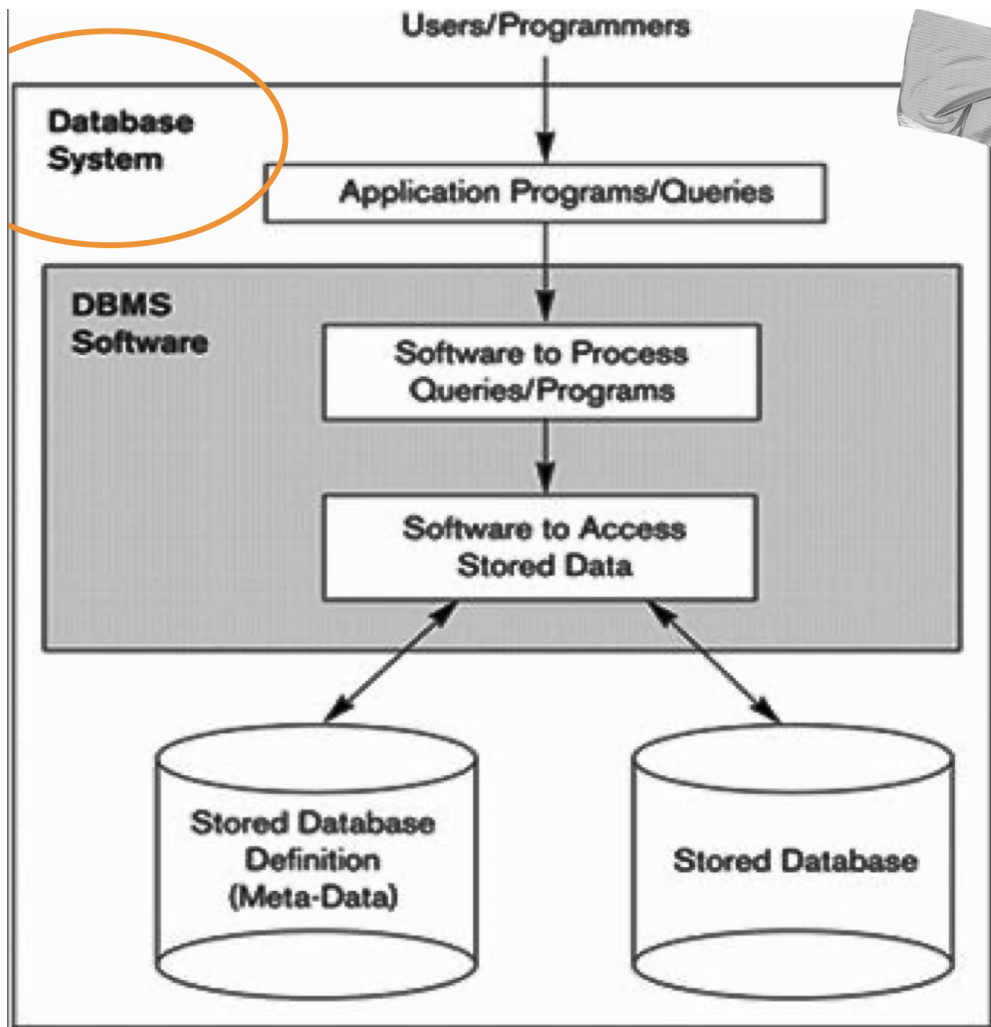 Users/Programmers
Database
System
Application Programs/Queries
DBMS
Software
Software to Process
Queries/Programs
Software to Access
Stored Data
Stored Database
Definition
(Meta-Data)
Stored Database